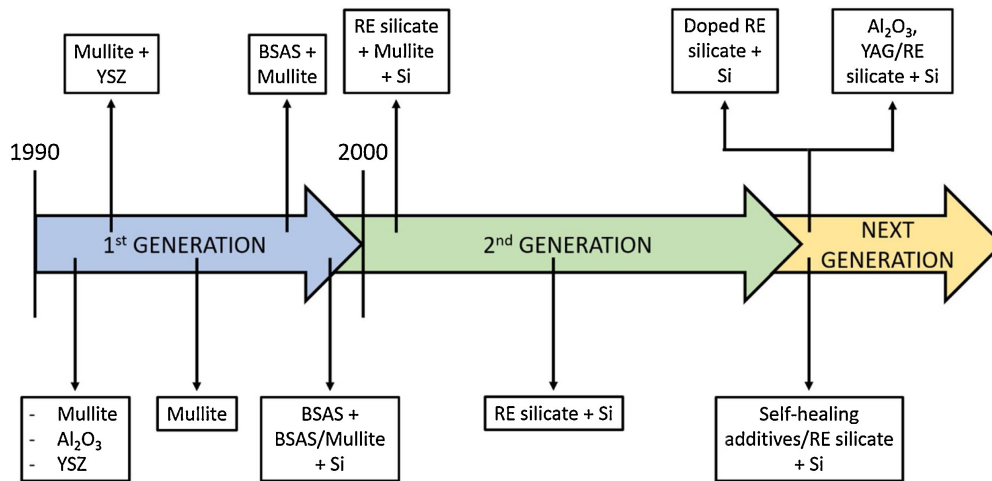 Mullite +
YSZ
BSAS +
Mullite
RE silicate
+ Mullite
+ Si
Doped RE
silicate +
Si
Al₂O₃,
YAG/RE
silicate + Si
1990
2000
1st GENERATION
2nd GENERATION
NEXT
GENERATION
- Mullite
- Al₂O₃
- YSZ
Mullite
BSAS +
BSAS/Mullite
+ Si
RE silicate + Si
Self-healing
additives/RE silicate
+ Si